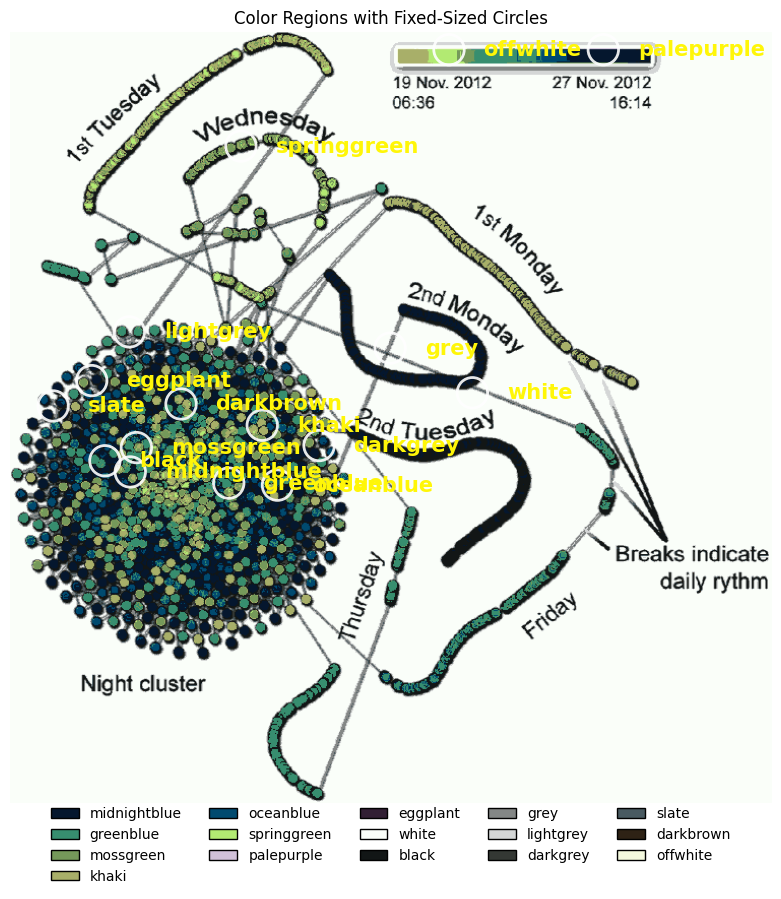 Color Regions with Fixed-Sized Circles
offwhite
palepurple
19 Nov. 2012
06:36
27 Nov. 2012
16:14
1st Tuesday
Wednesday
springgreen
1st Monday
2nd Monday
lightgrey
grey
eggplant
white
slate
darkbrown
2nd Tuesday
khaki
mossgreen
darkgrey
black
midnightblue
greenblue
oceanblue
Breaks indicate
daily rythm
Thursday
Friday
Night cluster
midnightblue oceanblue eggplant grey slate
greenblue springgreen white lightgrey darkbrown
mossgreen palepurple black darkgrey offwhite
khaki